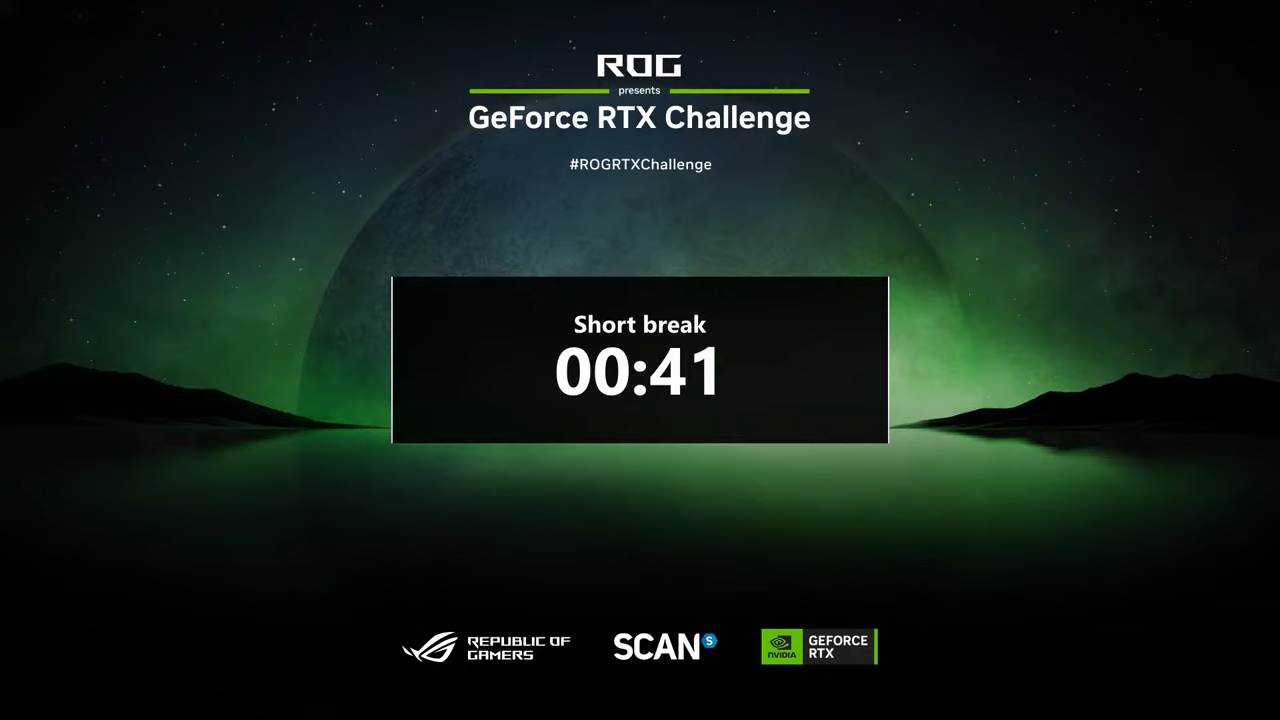 ROG
presents
GeForce RTX Challenge
#ROGRTXChallenge
Short break
00:41
REPUBLIC OF
GAMERS
SCAN S
NVIDIA
GEFORCE
RTX